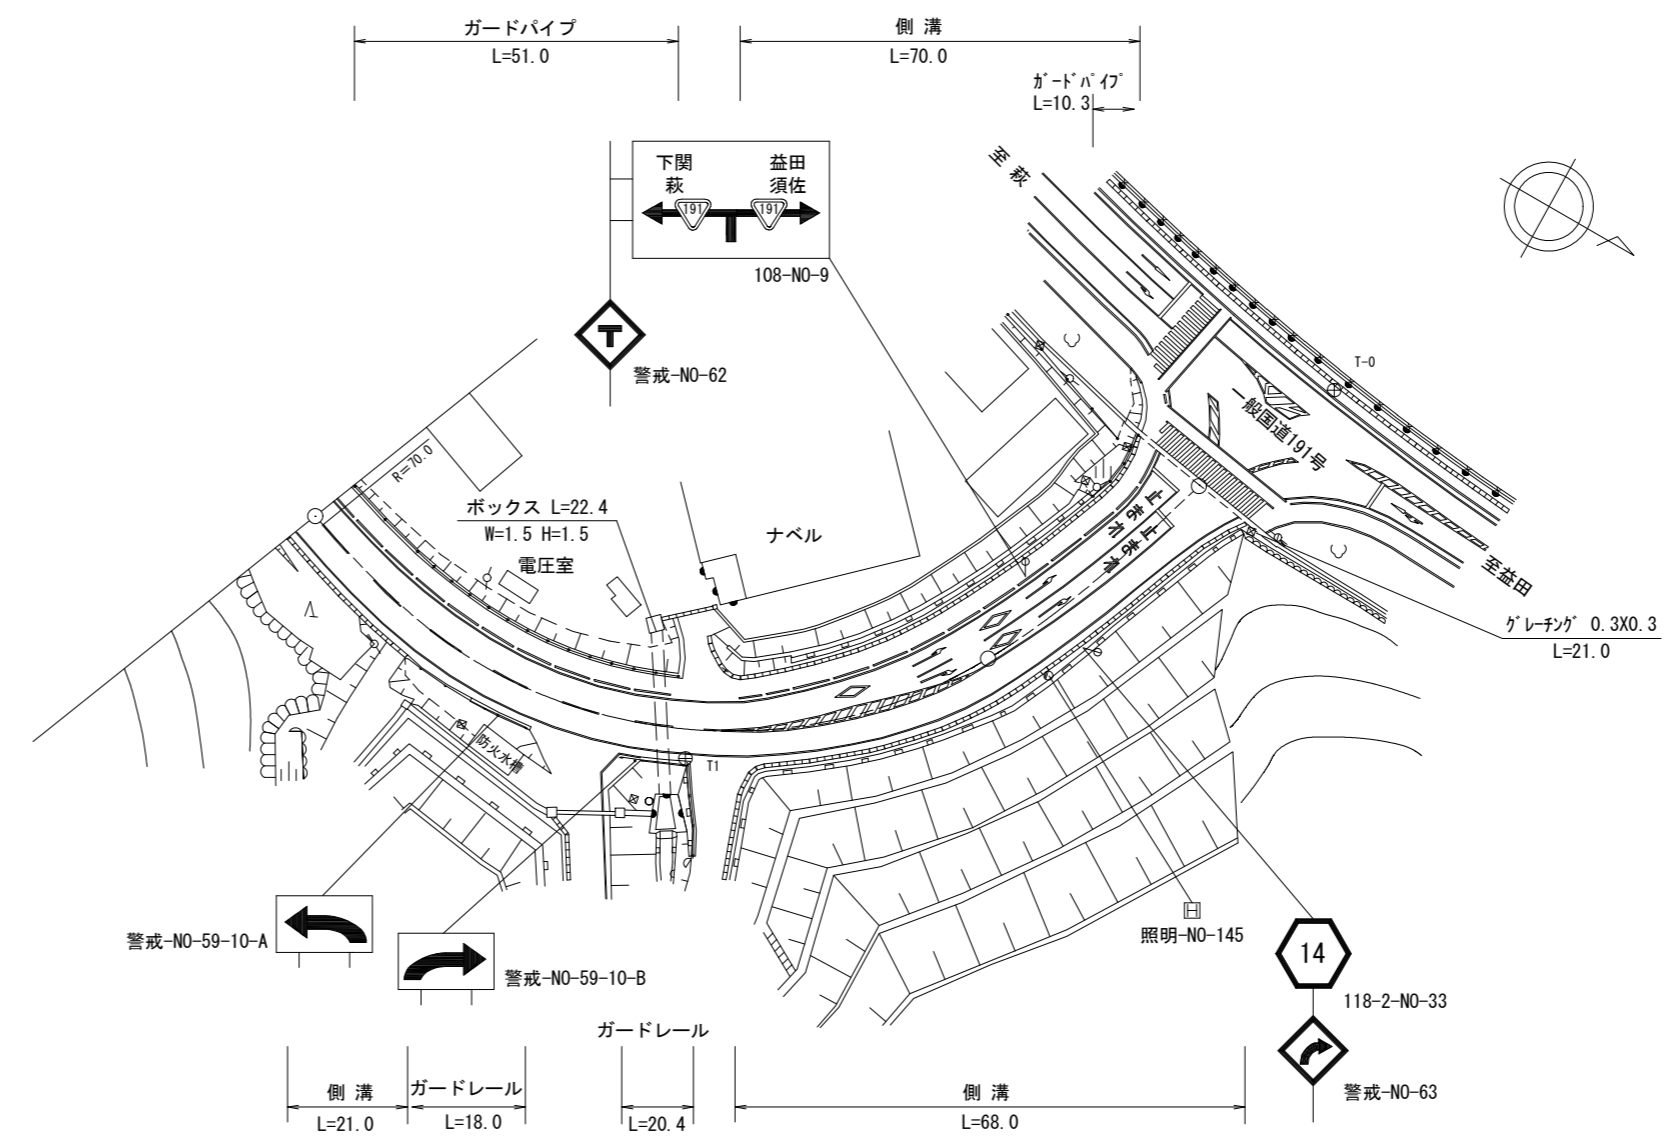 ガードパイプ
L=51.0
側 溝
L=70.0
ガードパイプ
L=10.3
下関
萩
益田
須佐
191
191
108-NO-9
警戒-NO-62
至 萩
T-0
一般国道191号
R=70.0
ボックス L=22.4
W=1.5 H=1.5
電圧室
ナベル
止まれ
止まれ
至益田
グレーチング 0.3X0.3
L=21.0
防火水槽
T1
警戒-NO-59-10-A
警戒-NO-59-10-B
照明-NO-145
14
118-2-NO-33
警戒-NO-63
側 溝
L=21.0
ガードレール
L=18.0
ガードレール
L=20.4
側 溝
L=68.0